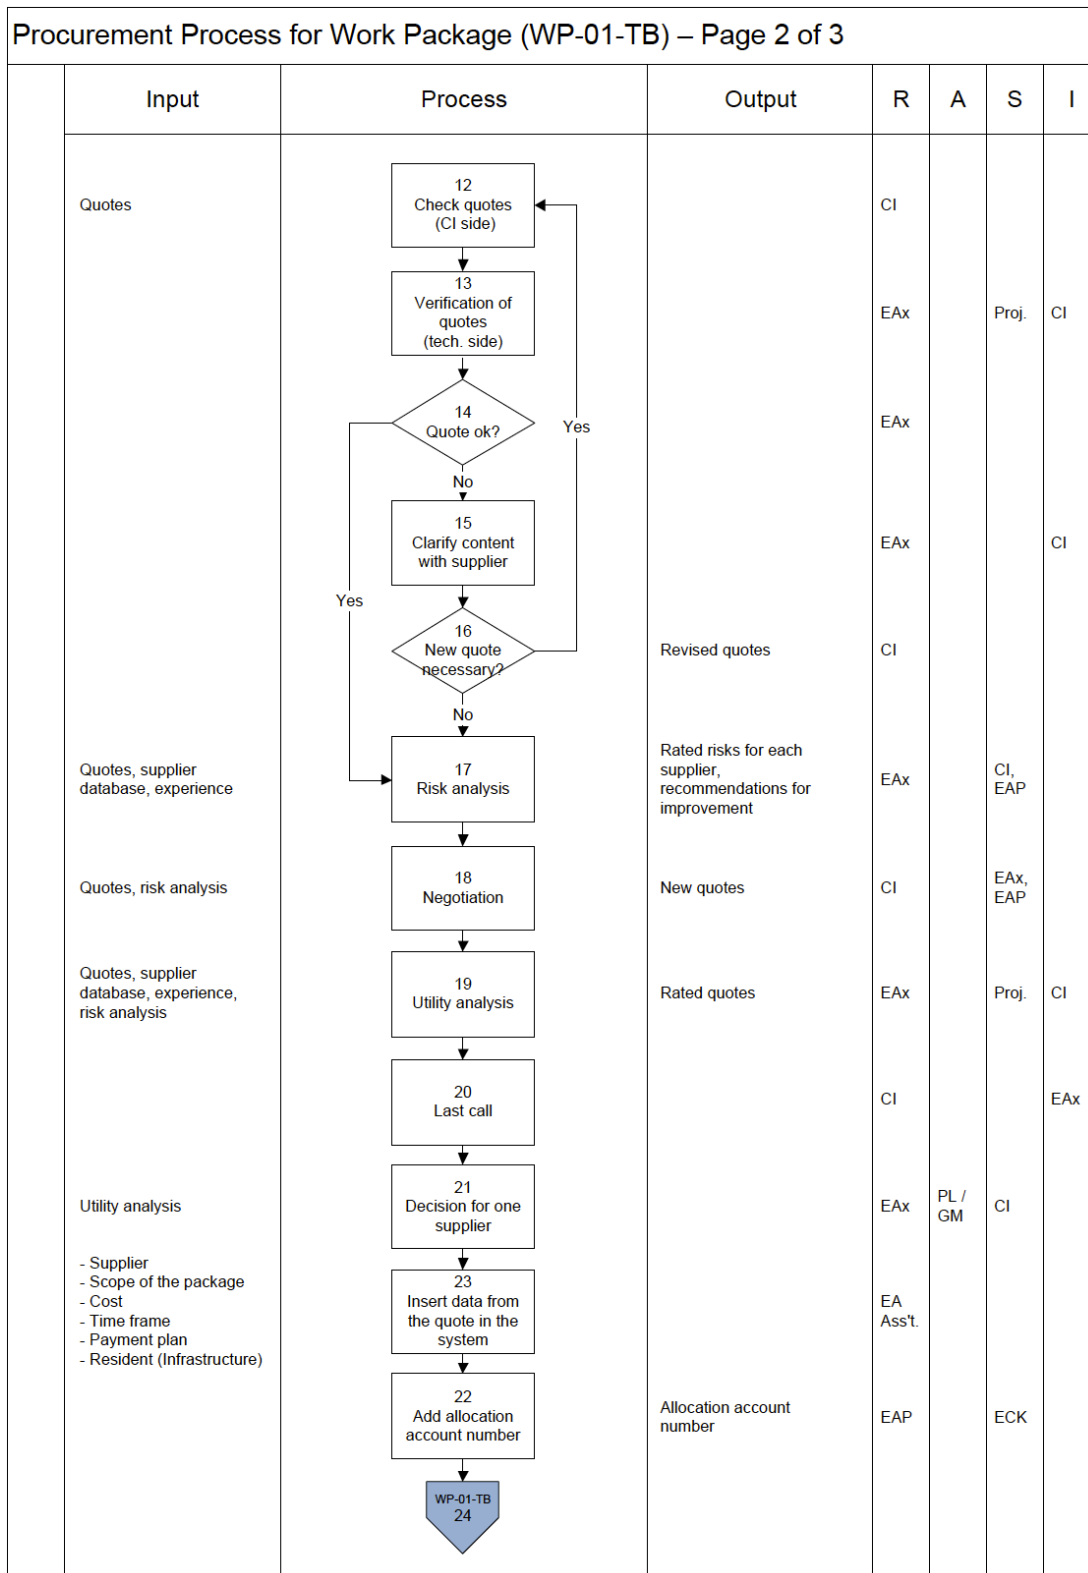 Procurement Process for Work Package (WP-01-TB) – Page 2 of 3
Input
Process
Output
R
A
S
I
Quotes
12
Check quotes
(CI side)
CI
13
Verification of
quotes
(tech. side)
EAx
Proj.
CI
14
Quote ok?
EAx
Yes
No
15
Clarify content
with supplier
EAx
CI
Yes
16
New quote
necessary?
Revised quotes
CI
No
Quotes, supplier
database, experience
17
Risk analysis
Rated risks for each
supplier,
recommendations for
improvement
EAx
CI,
EAP
Quotes, risk analysis
18
Negotiation
New quotes
CI
EAx,
EAP
Quotes, supplier
database, experience,
risk analysis
19
Utility analysis
Rated quotes
EAx
Proj.
CI
20
Last call
CI
EAx
Utility analysis
21
Decision for one
supplier
EAx
PL /
GM
CI
- Supplier
- Scope of the package
- Cost
- Time frame
- Payment plan
- Resident (Infrastructure)
23
Insert data from
the quote in the
system
EA
Ass't.
22
Add allocation
account number
Allocation account
number
EAP
ECK
WP-01-TB
24